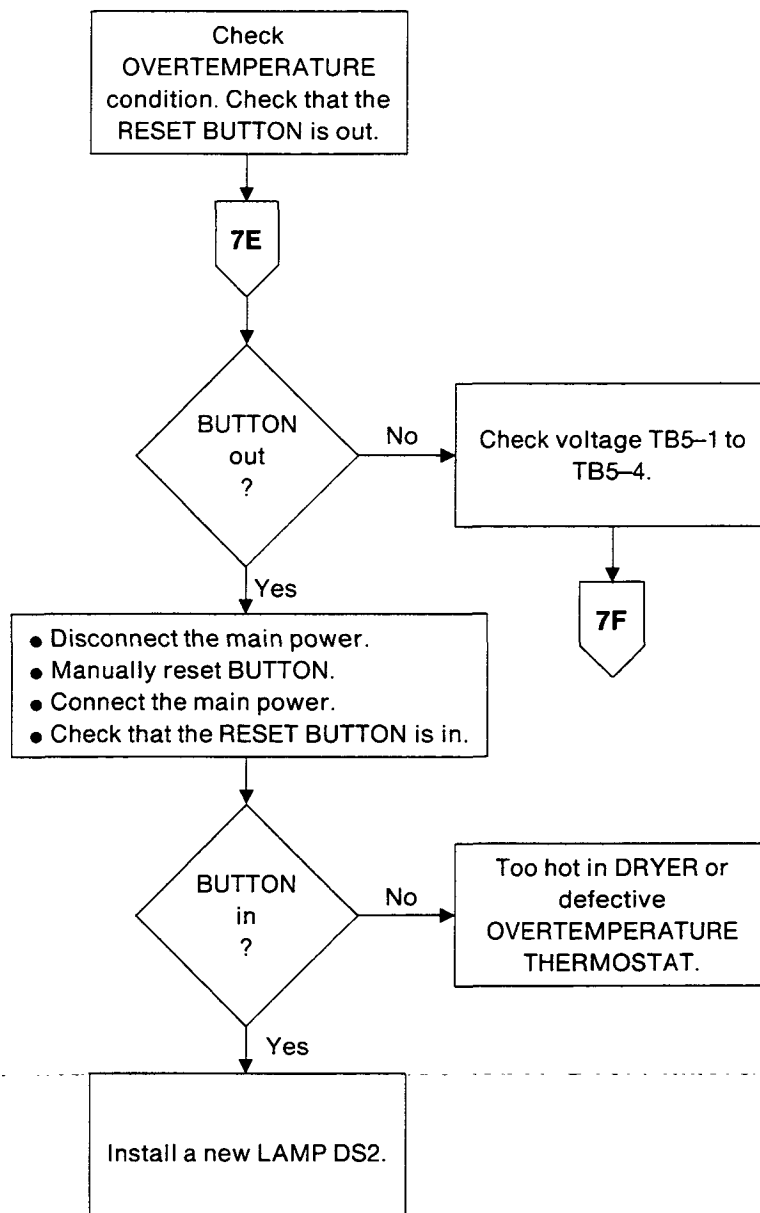 Check
OVERTEMPERATURE
condition. Check that the
RESET BUTTON is out.
7E
BUTTON
out
?
No
Check voltage TB5–1 to
TB5–4.
7F
Yes
● Disconnect the main power.
● Manually reset BUTTON.
● Connect the main power.
● Check that the RESET BUTTON is in.
BUTTON
in
?
No
Too hot in DRYER or
defective
OVERTEMPERATURE
THERMOSTAT.
Yes
Install a new LAMP DS2.